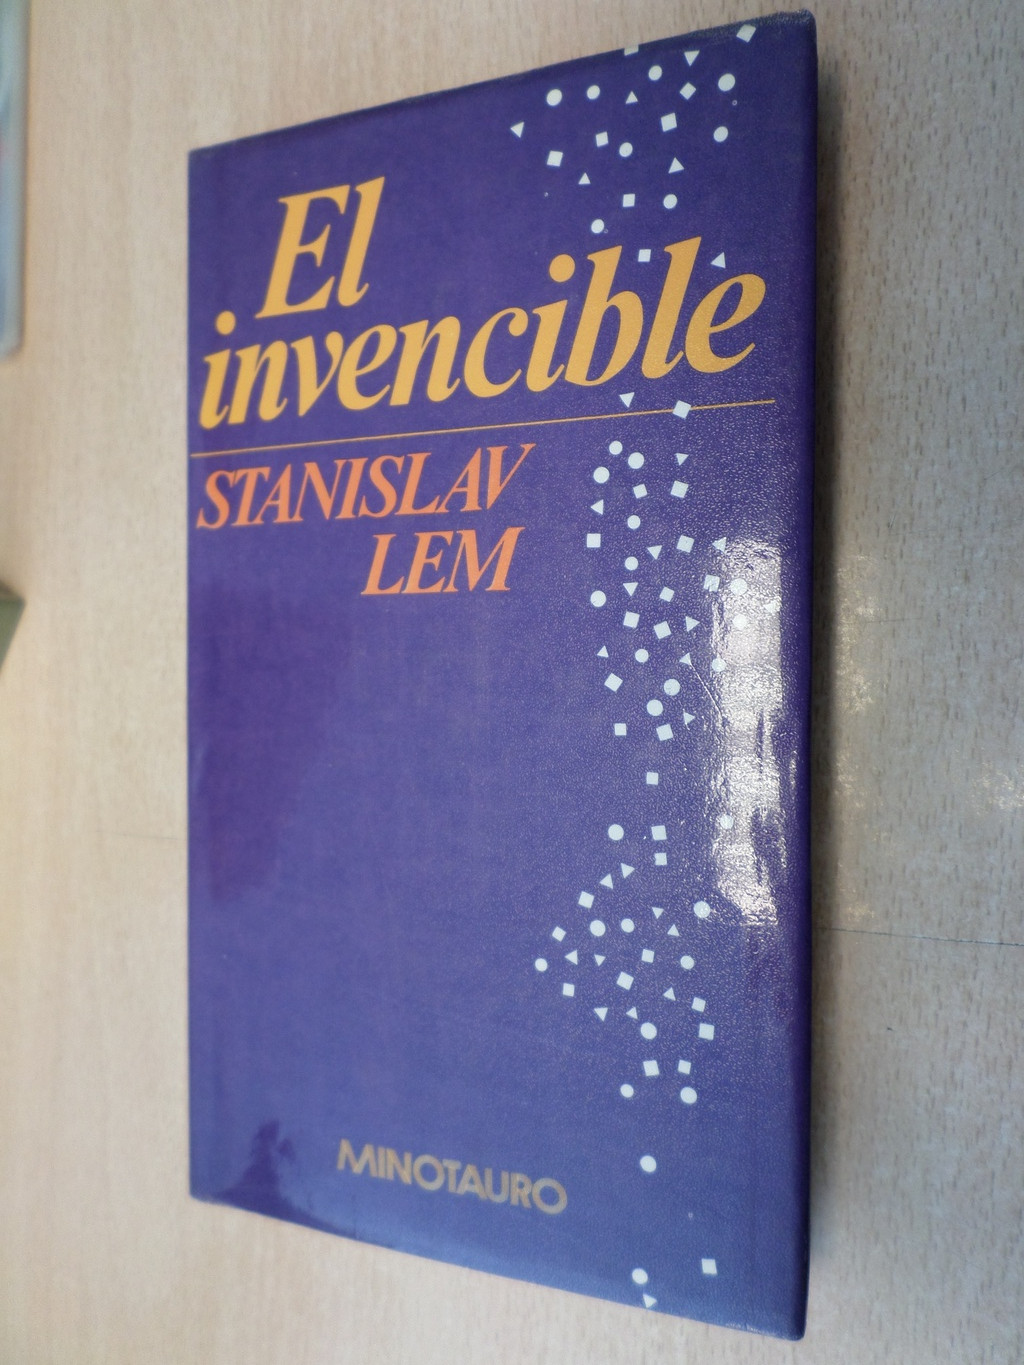 El
invencible
STANISLAV
LEM
MINOTAURO